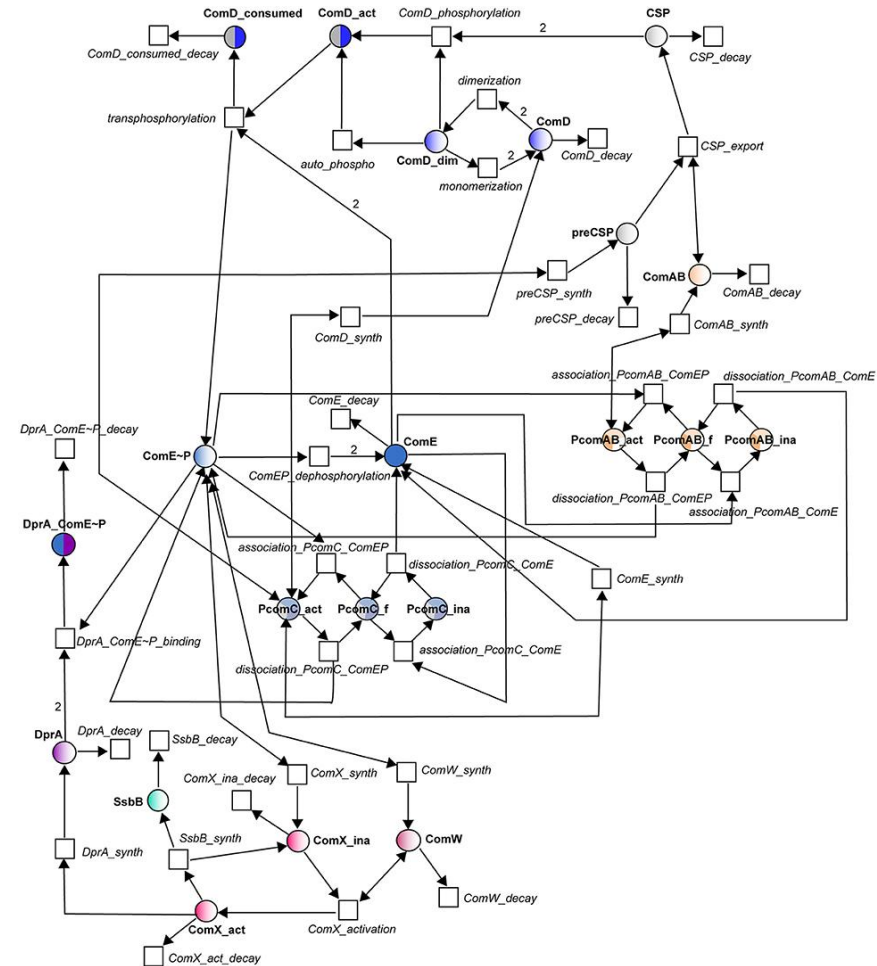 ComD_consumed
ComD_act
ComD_phosphorylation
CSP
2
ComD_consumed_decay
CSP_decay
dimerization
2
ComD
transphosphorylation
auto_phospho
ComD_dim
2
ComD_decay
monomerization
CSP_export
2
preCSP
ComAB
preCSP_synth
ComAB_decay
preCSP_decay
ComAB_synth
ComD_synth
association_PcomAB_ComEP
dissociation_PcomAB_ComE
ComE_decay
DprA_ComE~P_decay
ComE
PcomAB_act
PcomAB_f
PcomAB_ina
ComE~P
2
ComEP_dephosphorylation
dissociation_PcomAB_ComEP
association_PcomAB_ComE
DprA_ComE~P
association_PcomC_ComEP
dissociation_PcomC_ComE
ComE_synth
PcomC_act
PcomC_f
PcomC_ina
DprA_ComE~P_binding
association_PcomC_ComE
dissociation_PcomC_ComEP
2
DprA
DprA_decay
SsbB_decay
ComX_ina_decay
ComX_synth
ComW_synth
SsbB
SsbB_synth
ComX_ina
ComW
DprA_synth
ComW_decay
ComX_act
ComX_activation
ComX_act_decay